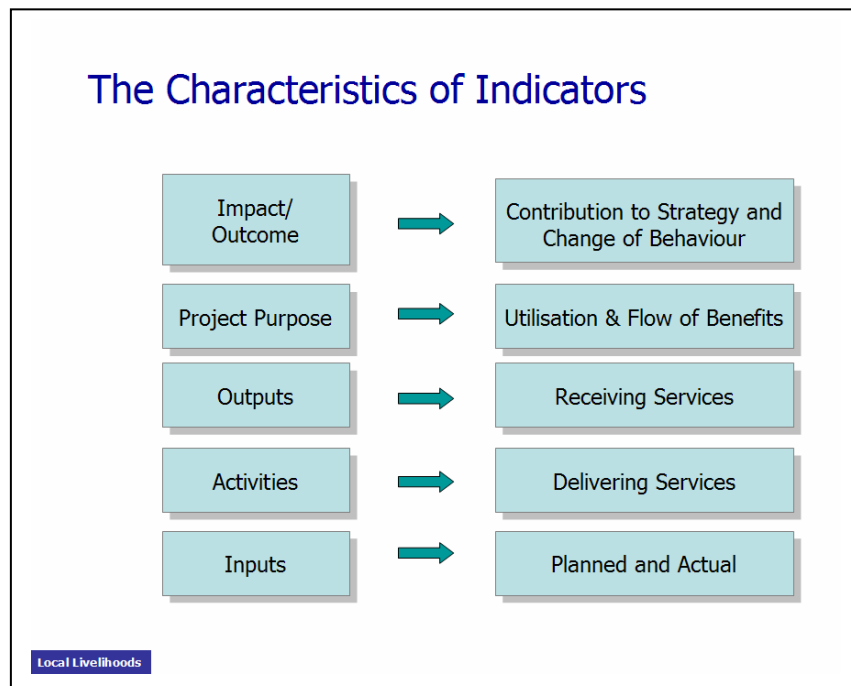 The Characteristics of Indicators
Impact/
Outcome
Contribution to Strategy and
Change of Behaviour
Project Purpose
Utilisation & Flow of Benefits
Outputs
Receiving Services
Activities
Delivering Services
Inputs
Planned and Actual
Local Livelihoods